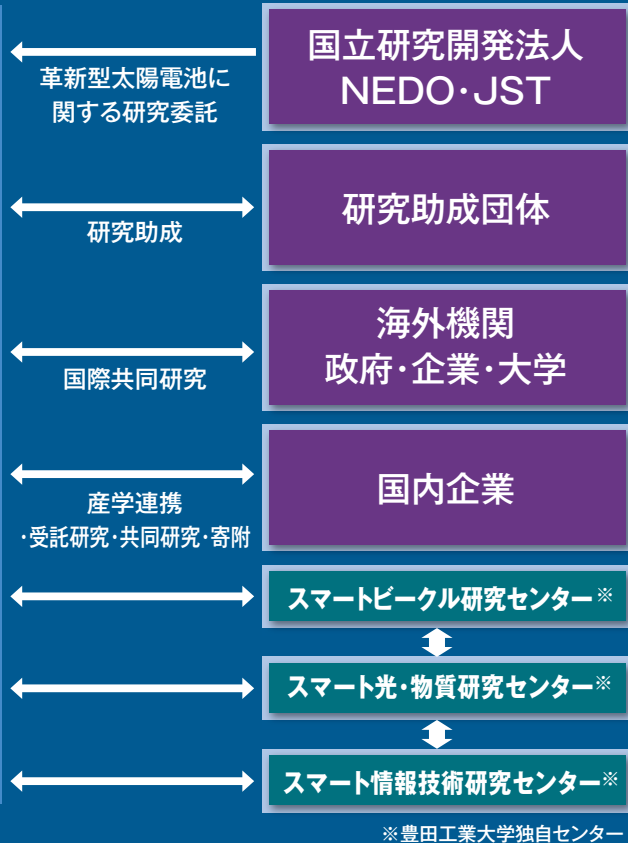 国立研究開発法人
NEDO・JST
革新型太陽電池に
関する研究委託
研究助成団体
研究助成
海外機関
政府・企業・大学
国際共同研究
国内企業
産学連携
・受託研究・共同研究・寄附
スマートビークル研究センター※
スマート光・物質研究センター※
スマート情報技術研究センター※
※豊田工業大学独自センター